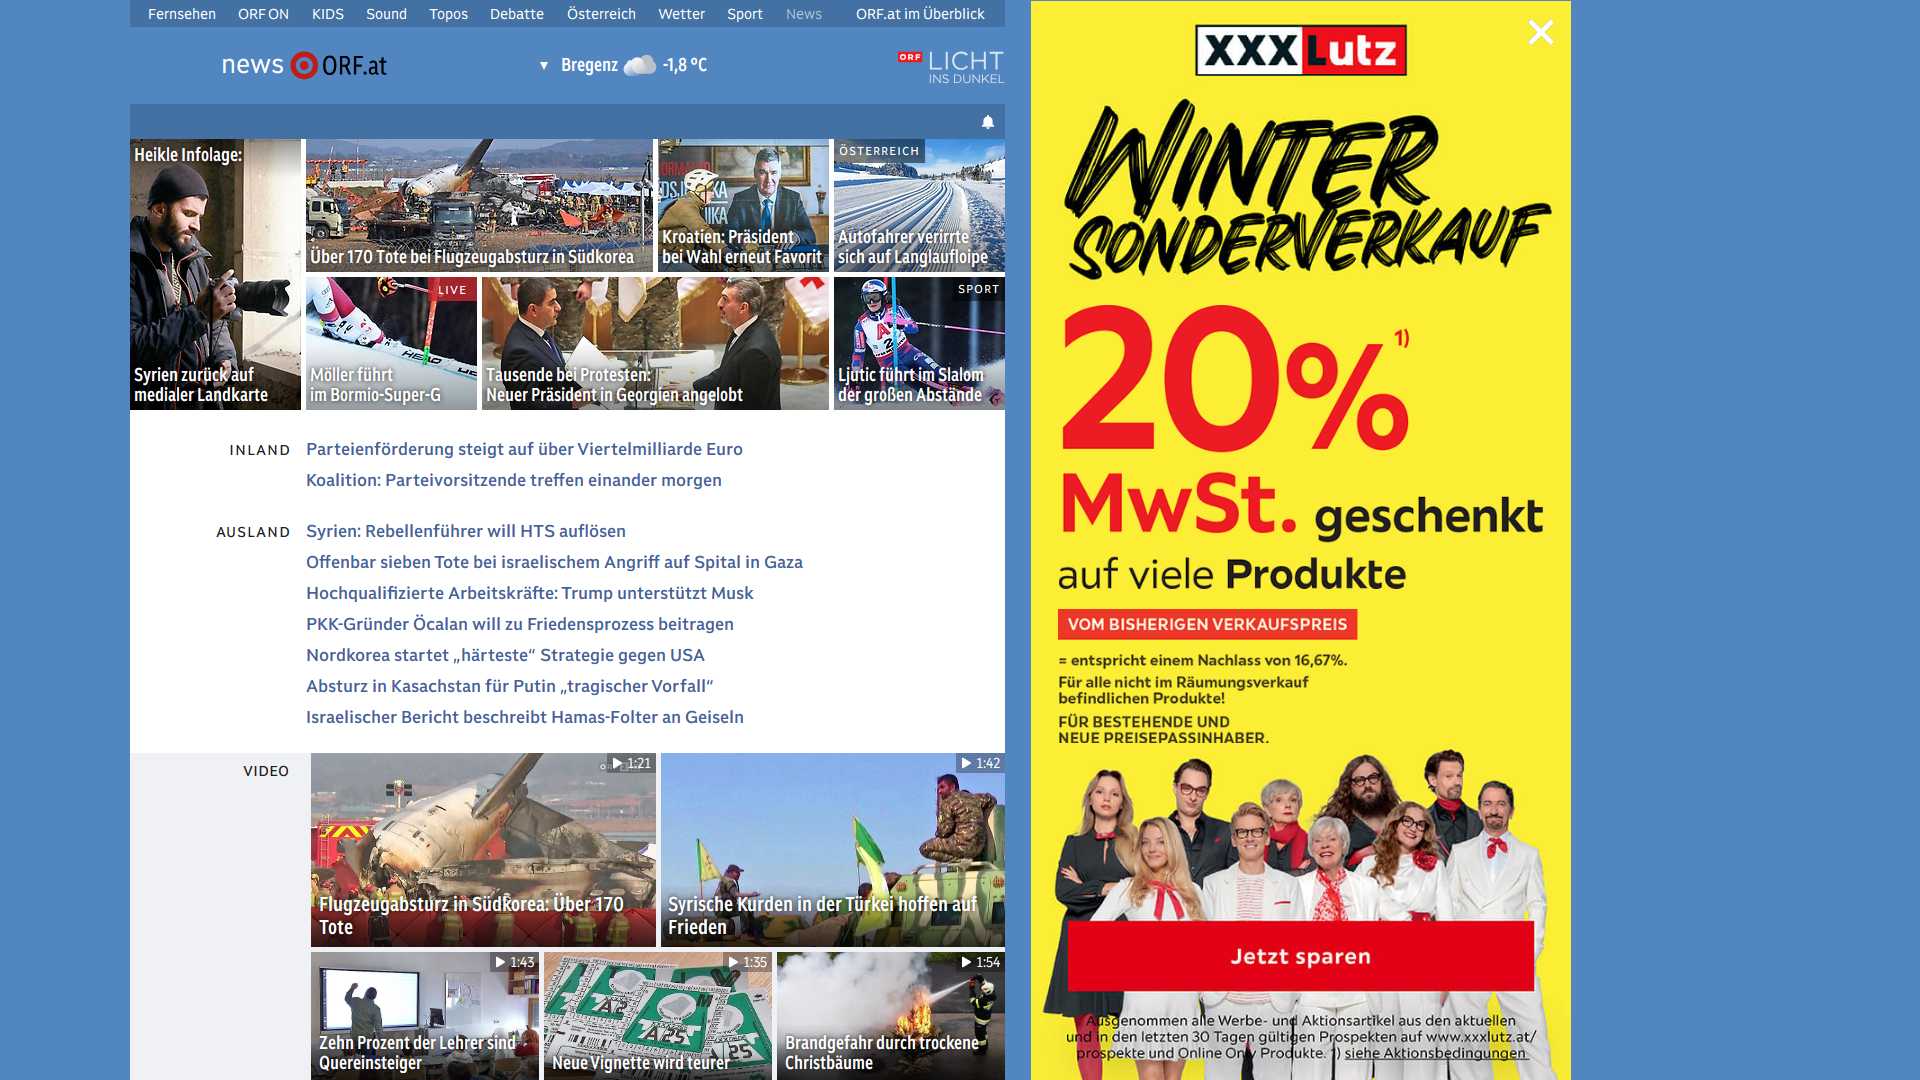 Fernsehen ORF ON KIDS Sound Topos Debatte Österreich Wetter Sport News ORF.at im Überblick
news ORF.at
▼ Bregenz -1,8 °C
ORF LICHT
INS DUNKEL
Heikle Infolage:
Syrien zurück auf
medialer Landkarte
Über 170 Tote bei Flugzeugabsturz in Südkorea
Kroatien: Präsident
bei Wahl erneut Favorit
ÖSTERREICH
Autofahrer verirrte
sich auf Langlaufloipe
LIVE
Möller führt
im Bormio-Super-G
Tausende bei Protesten:
Neuer Präsident in Georgien angelobt
SPORT
Ljutic führt im Slalom
der großen Abstände
INLAND
Parteienförderung steigt auf über Viertelmilliarde Euro
Koalition: Parteivorsitzende treffen einander morgen
AUSLAND
Syrien: Rebellenführer will HTS auflösen
Offenbar sieben Tote bei israelischem Angriff auf Spital in Gaza
Hochqualifizierte Arbeitskräfte: Trump unterstützt Musk
PKK-Gründer Öcalan will zu Friedensprozess beitragen
Nordkorea startet „härteste“ Strategie gegen USA
Absturz in Kasachstan für Putin „tragischer Vorfall“
Israelischer Bericht beschreibt Hamas-Folter an Geiseln
VIDEO
1:21
Flugzeugabsturz in Südkorea: Über 170
Tote
1:42
Syrische Kurden in der Türkei hoffen auf
Frieden
1:43
Zehn Prozent der Lehrer sind
Quereinsteiger
1:35
A2
M
A25
25
Neue Vignette wird teurer
1:54
Brandgefahr durch trockene
Christbäume
XXXLutz
WINTER
SONDERVERKAUF
20% 1)
MwSt. geschenkt
auf viele Produkte
VOM BISHERIGEN VERKAUFSPREIS
= entspricht einem Nachlass von 16,67%.
Für alle nicht im Räumungsverkauf
befindlichen Produkte!
FÜR BESTEHENDE UND
NEUE PREISEPASSINHABER.
Jetzt sparen
Ausgenommen alle Werbe- und Aktionsartikel aus den aktuellen
und in den letzten 30 Tagen gültigen Prospekten auf www.xxxlutz.at/
prospekte und Online Only Produkte. 1) siehe Aktionsbedingungen